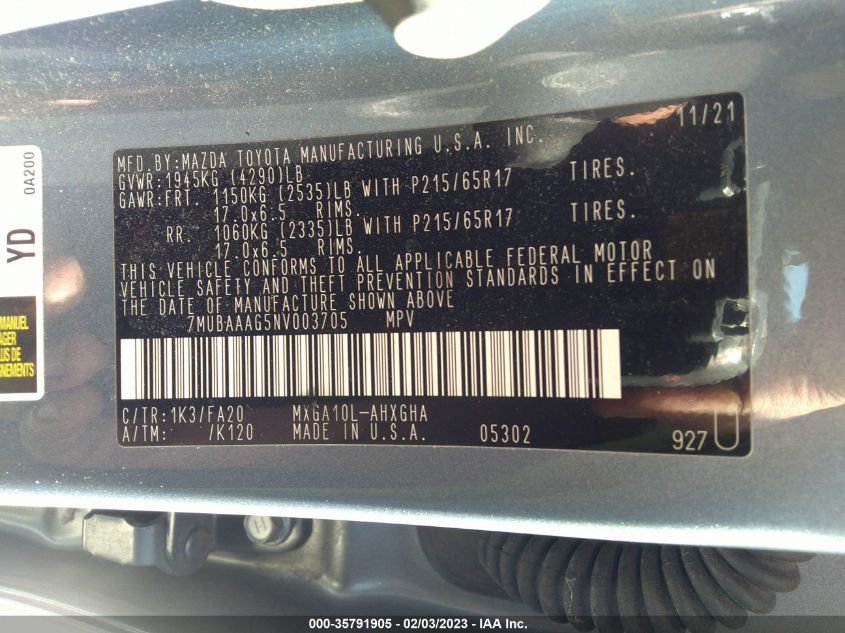 11/21
MFD.BY:MAZDA TOYOTA MANUFACTURING U.S.A. INC.
GVWR:1945KG (4290)LB
GAWR:FRT. 1150KG (2535)LB WITH P215/65R17 TIRES.
17.0x6.5 RIMS.
RR. 1060KG (2335)LB WITH P215/65R17 TIRES.
17.0x6.5 RIMS.
THIS VEHICLE CONFORMS TO ALL APPLICABLE FEDERAL MOTOR
VEHICLE SAFETY AND THEFT PREVENTION STANDARDS IN EFFECT ON
THE DATE OF MANUFACTURE SHOWN ABOVE
7MUBAAAG5NV003705 MPV
C/TR:1K3/FA20 MXGA10L-AHXGHA
A/TM: /K120 MADE IN U.S.A. 05302
927
0A200
YD
MANUEL
000-35791905 - 02/03/2023 - IAA Inc.